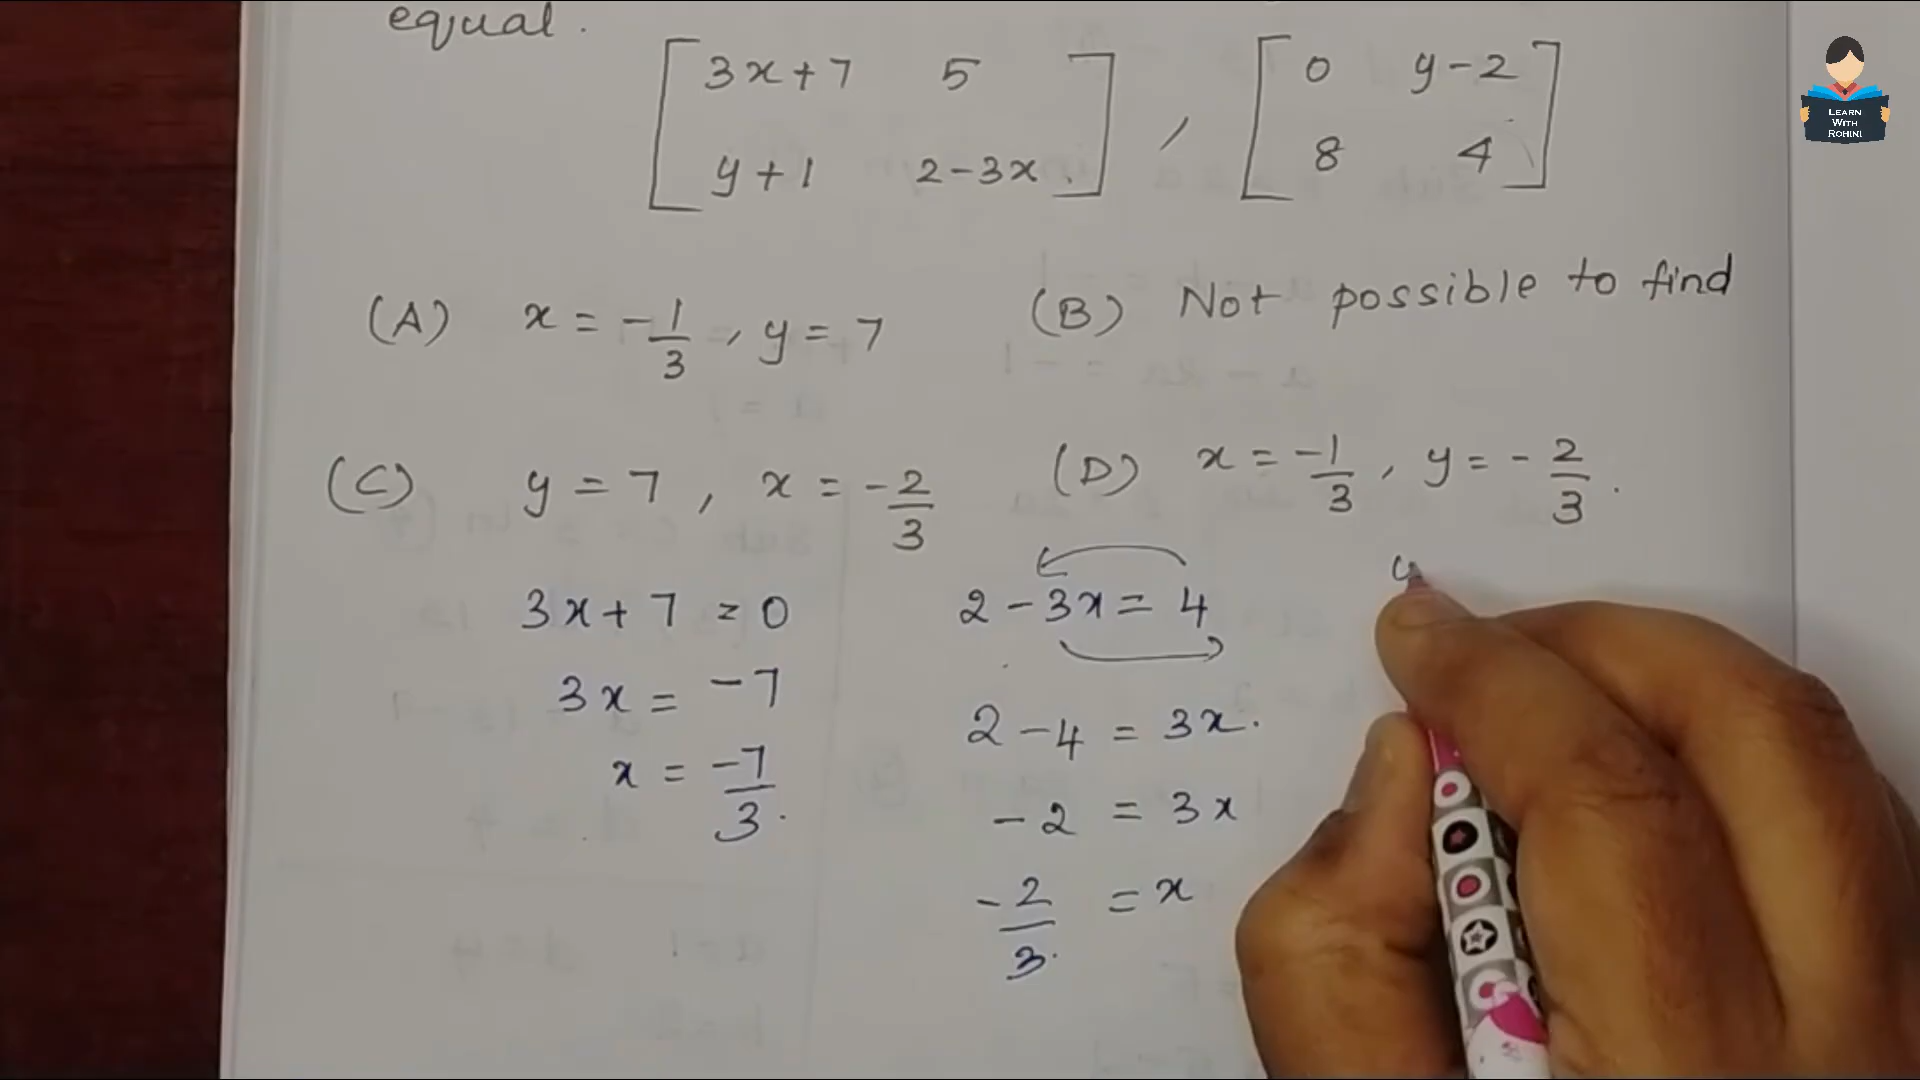 equal.
[ 3x+7 5 ] , [ 0 y-2 ]
[ y+1 2-3x ] [ 8 4 ]
(A) x = -1/3, y = 7
(B) Not possible to find
(C) y = 7, x = -2/3
(D) x = -1/3, y = -2/3.
3x+7 = 0
3x = -7
x = -7/3.
2-3x = 4
2-4 = 3x.
-2 = 3x
-2/3. = x
y
LEARN
WITH
ROHINI